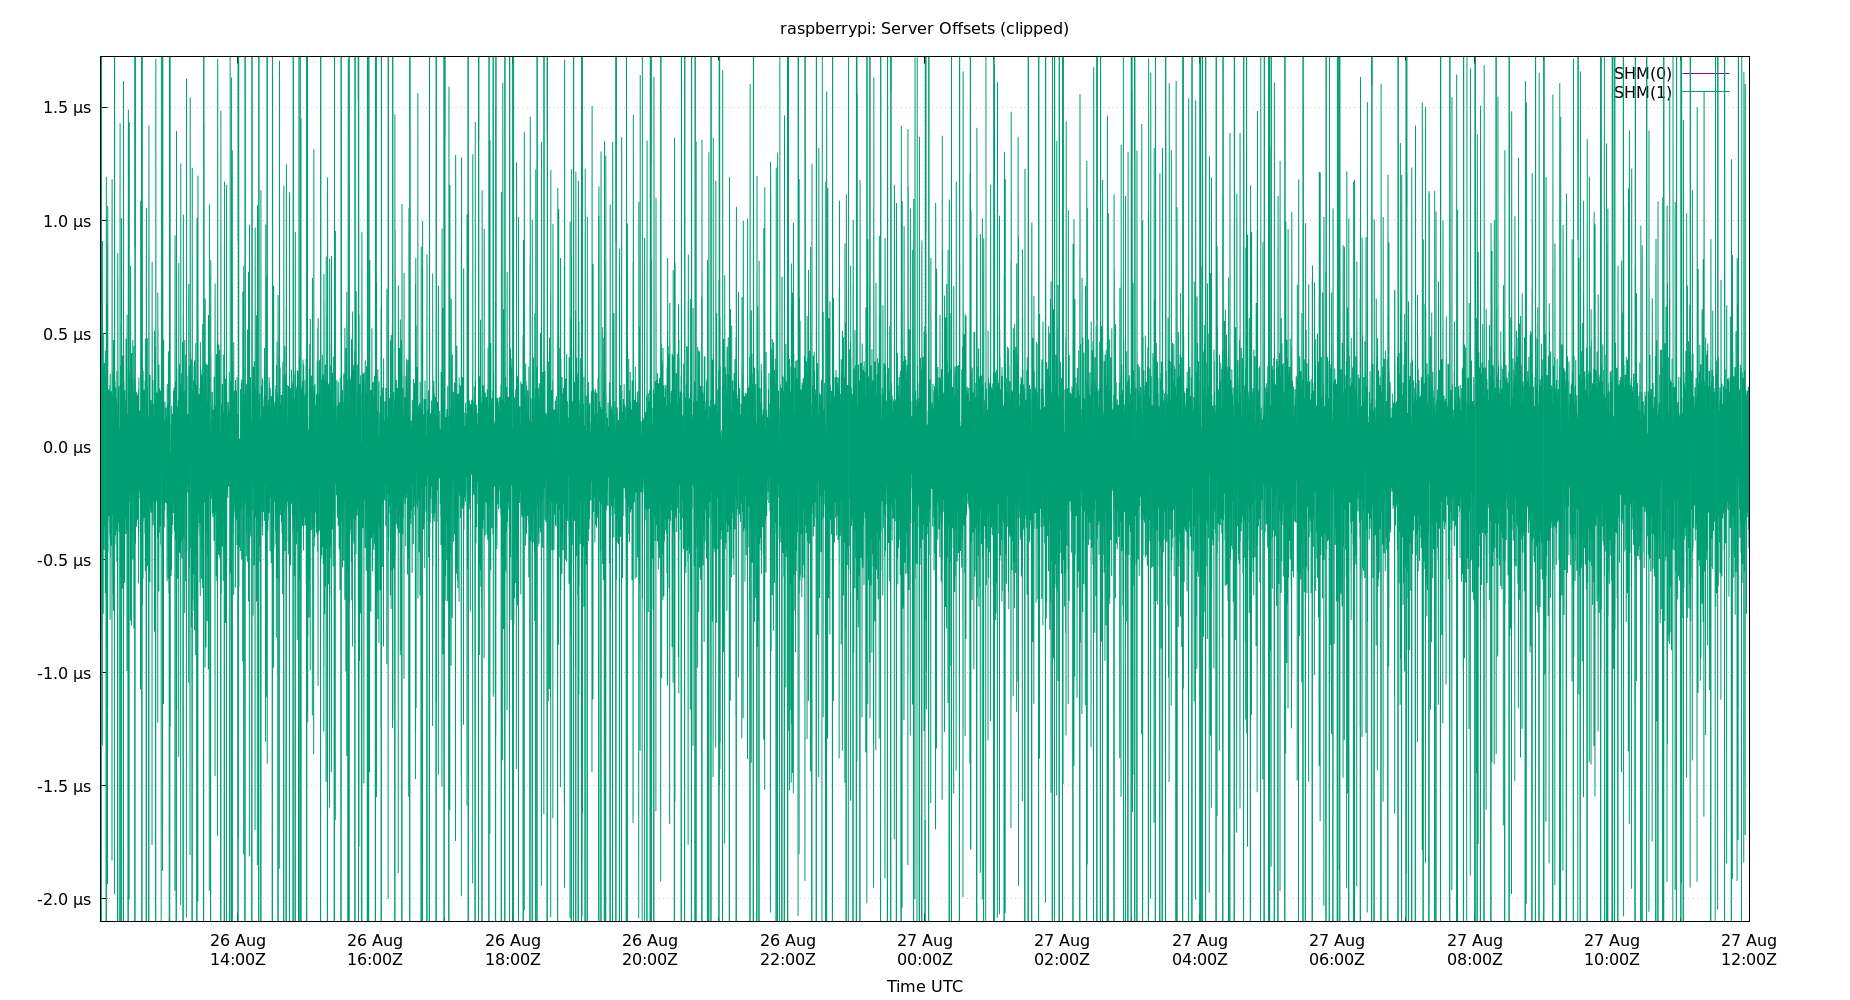 raspberrypi: Server Offsets (clipped)
SHM(0)
SHM(1)
1.5 µs
1.0 µs
0.5 µs
0.0 µs
-0.5 µs
-1.0 µs
-1.5 µs
-2.0 µs
26 Aug 26 Aug 26 Aug 26 Aug 26 Aug 27 Aug 27 Aug 27 Aug 27 Aug 27 Aug 27 Aug 27 Aug
14:00Z 16:00Z 18:00Z 20:00Z 22:00Z 00:00Z 02:00Z 04:00Z 06:00Z 08:00Z 10:00Z 12:00Z
Time UTC